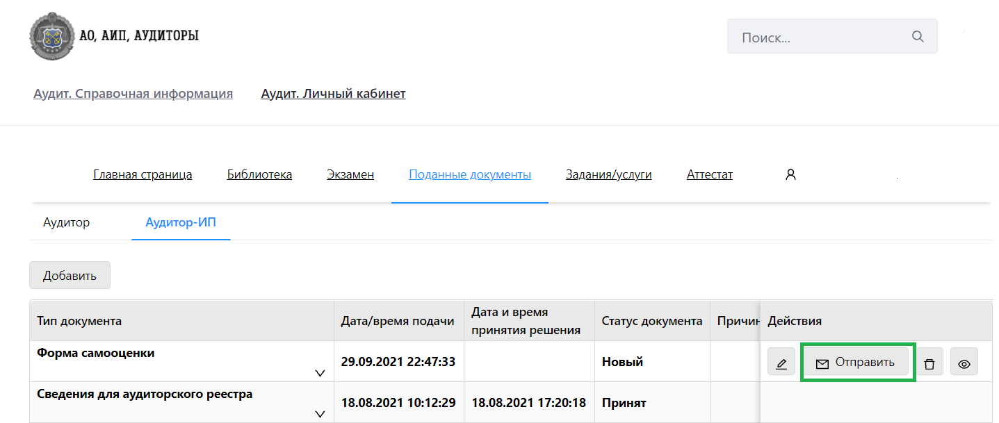 АО, АИП, АУДИТОРЫ
Поиск...
Аудит. Справочная информация Аудит. Личный кабинет
Главная страница Библиотека Экзамен Поданные документы Задания/услуги Аттестат
Аудитор Аудитор-ИП
Добавить
Тип документа Дата/время подачи Дата и время принятия решения Статус документа Причин Действия
Форма самооценки 29.09.2021 22:47:33 Новый Отправить
Сведения для аудиторского реестра 18.08.2021 10:12:29 18.08.2021 17:20:18 Принят